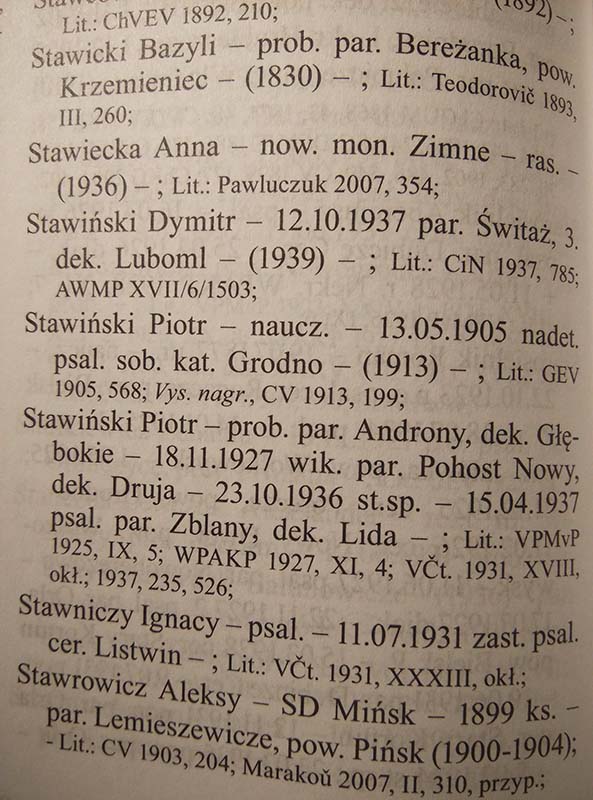 Lit.: ChVEV 1892, 210;
(1892) – ;
Stawicki Bazyli – prob. par. Bereżanka, pow.
Krzemieniec – (1830) – ; Lit.: Teodorovič 1893,
III, 260;
Stawiecka Anna – now. mon. Zimne – ras. –
(1936) – ; Lit.: Pawluczuk 2007, 354;
Stawiński Dymitr – 12.10.1937 par. Świtaż, 3.
dek. Luboml – (1939) – ; Lit.: CiN 1937, 785;
AWMP XVII/6/1503;
Stawiński Piotr – naucz. – 13.05.1905 nadet.
psal. sob. kat. Grodno – (1913) – ; Lit.: GEV
1905, 568; Vys. nagr., CV 1913, 199;
Stawiński Piotr – prob. par. Androny, dek. Głę-
bokie – 18.11.1927 wik. par. Pohost Nowy,
dek. Druja – 23.10.1936 st.sp. – 15.04.1937
psal. par. Zblany, dek. Lida – ; Lit.: VPMvP
1925, IX, 5; WPAKP 1927, XI, 4; VČt. 1931, XVIII,
okł.; 1937, 235, 526;
Stawniczy Ignacy – psal. – 11.07.1931 zast. psal.
cer. Listwin – ; Lit.: VČt. 1931, XXXIII, okł.;
Stawrowicz Aleksy – SD Mińsk – 1899 ks. –
par. Lemieszewicze, pow. Pińsk (1900-1904);
- Lit.: CV 1903, 204; Marakoŭ 2007, II, 310, przyp.;